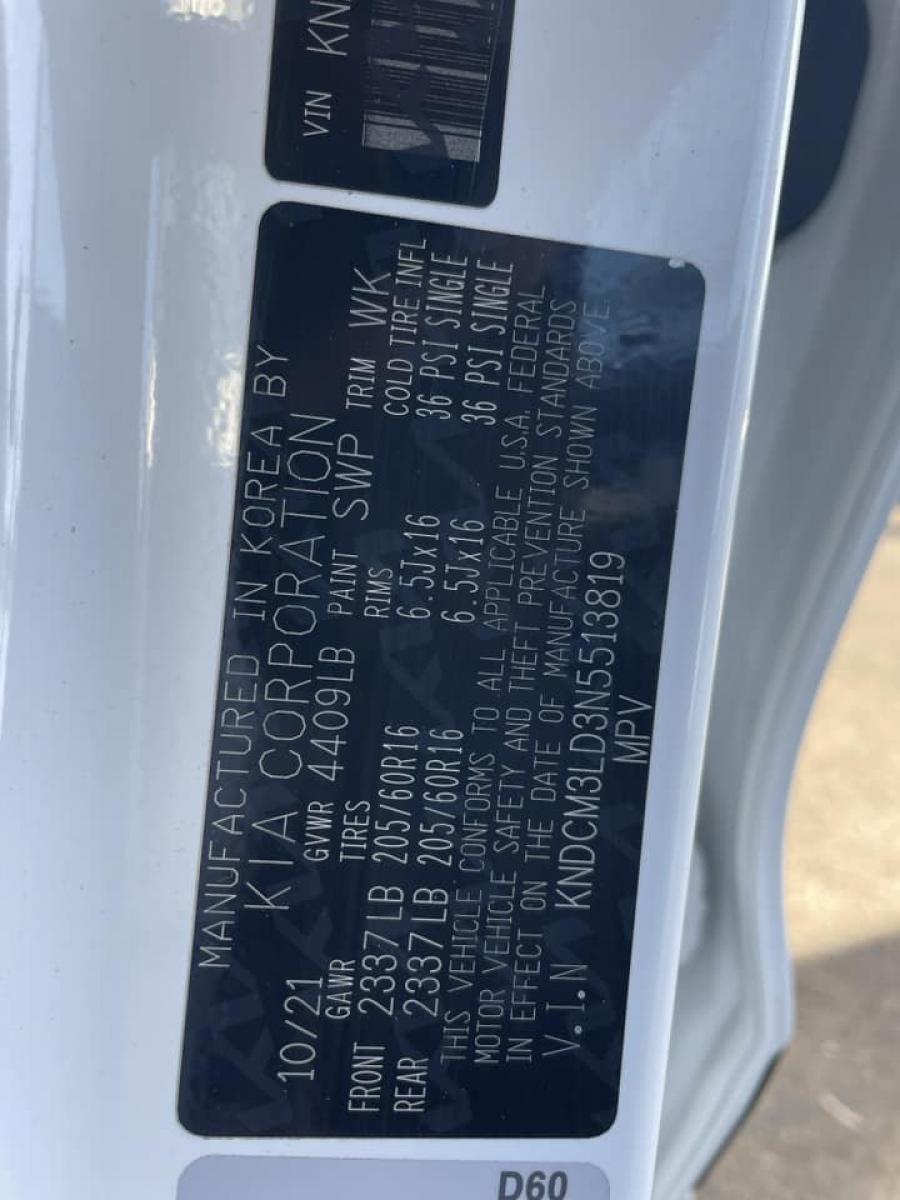 VIN KN
MANUFACTURED IN KOREA BY
KIA CORPORATION
10/21 GVWR 4409LB PAINT SWP TRIM WK
GAWR TIRES RIMS COLD TIRE INFL
FRONT 2337LB 205/60R16 6.5Jx16 36 PSI SINGLE
REAR 2337LB 205/60R16 6.5Jx16 36 PSI SINGLE
THIS VEHICLE CONFORMS TO ALL APPLICABLE U.S.A. FEDERAL
MOTOR VEHICLE SAFETY AND THEFT PREVENTION STANDARDS
IN EFFECT ON THE DATE OF MANUFACTURE SHOWN ABOVE.
V.I.N KNDCM3LD3N5513819
MPV
D60